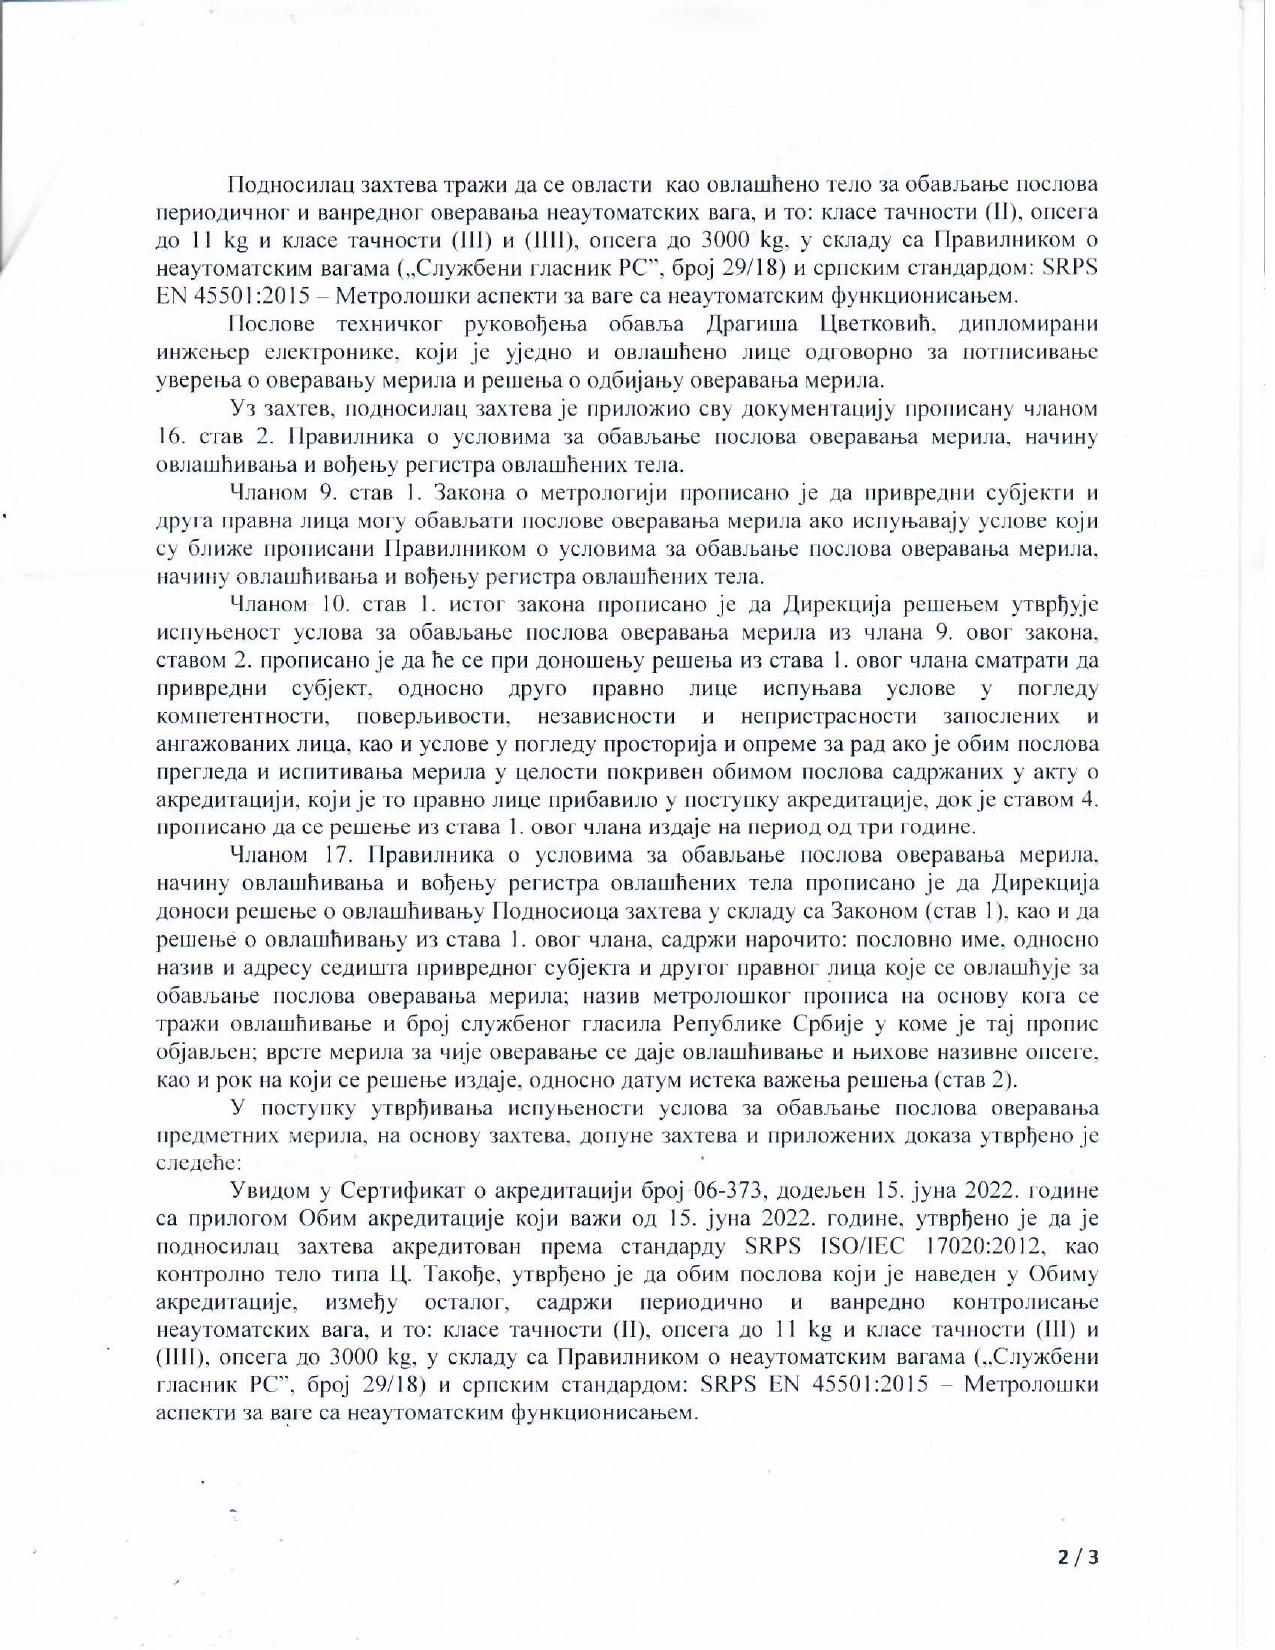 Подносилац захтева тражи да се овласти као овлашћено тело за обављање послова
периодичног и ванредног оверавања неаутоматских вага, и то: класе тачности (II), опсега
до 11 kg и класе тачности (III) и (IIII), опсега до 3000 kg, у складу са Правилником о
неаутоматским вагама („Службени гласник РС”, број 29/18) и српским стандардом: SRPS
EN 45501:2015 – Метролошки аспекти за ваге са неаутоматским функционисањем.
Послове техничког руковођења обавља Драгиша Цветковић, дипломирани
инжењер електронике, који је уједно и овлашћено лице одговорно за потписивање
уверења о оверавању мерила и решења о одбијању оверавања мерила.
Уз захтев, подносилац захтева је приложио сву документацију прописану чланом
16. став 2. Правилника о условима за обављање послова оверавања мерила, начину
овлашћивања и вођењу регистра овлашћених тела.
Чланом 9. став 1. Закона о метрологији прописано је да привредни субјекти и
друга правна лица могу обављати послове оверавања мерила ако испуњавају услове који
су ближе прописани Правилником о условима за обављање послова оверавања мерила,
начину овлашћивања и вођењу регистра овлашћених тела.
Чланом 10. став 1. истог закона прописано је да Дирекција решењем утврђује
испуњеност услова за обављање послова оверавања мерила из члана 9. овог закона,
ставом 2. прописано је да ће се при доношењу решења из става 1. овог члана сматрати да
привредни субјект, односно друго правно лице испуњава услове у погледу
компетентности, поверљивости, независности и непристрасности запослених и
ангажованих лица, као и услове у погледу просторија и опреме за рад ако је обим послова
прегледа и испитивања мерила у целости покривен обимом послова садржаних у акту о
акредитацији, који је то правно лице прибавило у поступку акредитације, док је ставом 4.
прописано да се решење из става 1. овог члана издаје на период од три године.
Чланом 17. Правилника о условима за обављање послова оверавања мерила,
начину овлашћивања и вођењу регистра овлашћених тела прописано је да Дирекција
доноси решење о овлашћивању Подносиоца захтева у складу са Законом (став 1), као и да
решење о овлашћивању из става 1. овог члана, садржи нарочито: пословно име, односно
назив и адресу седишта привредног субјекта и другог правног лица које се овлашћује за
обављање послова оверавања мерила; назив метролошког прописа на основу кога се
тражи овлашћивање и број службеног гласила Републике Србије у коме је тај пропис
објављен; врсте мерила за чије оверавање се даје овлашћивање и њихове називне опсеге,
као и рок на који се решење издаје, односно датум истека важења решења (став 2).
У поступку утврђивања испуњености услова за обављање послова оверавања
предметних мерила, на основу захтева, допуне захтева и приложених доказа утврђено је
следеће:
Увидом у Сертификат о акредитацији број 06-373, додељен 15. јуна 2022. године
са прилогом Обим акредитације који важи од 15. јуна 2022. године, утврђено је да је
подносилац захтева акредитован према стандарду SRPS ISO/IEC 17020:2012, као
контролно тело типа Ц. Такође, утврђено је да обим послова који је наведен у Обиму
акредитације, између осталог, садржи периодично и ванредно контролисање
неаутоматских вага, и то: класе тачности (II), опсега до 11 kg и класе тачности (III) и
(IIII), опсега до 3000 kg, у складу са Правилником о неаутоматским вагама („Службени
гласник РС”, број 29/18) и српским стандардом: SRPS EN 45501:2015 – Метролошки
аспекти за ваге са неаутоматским функционисањем.
2 / 3